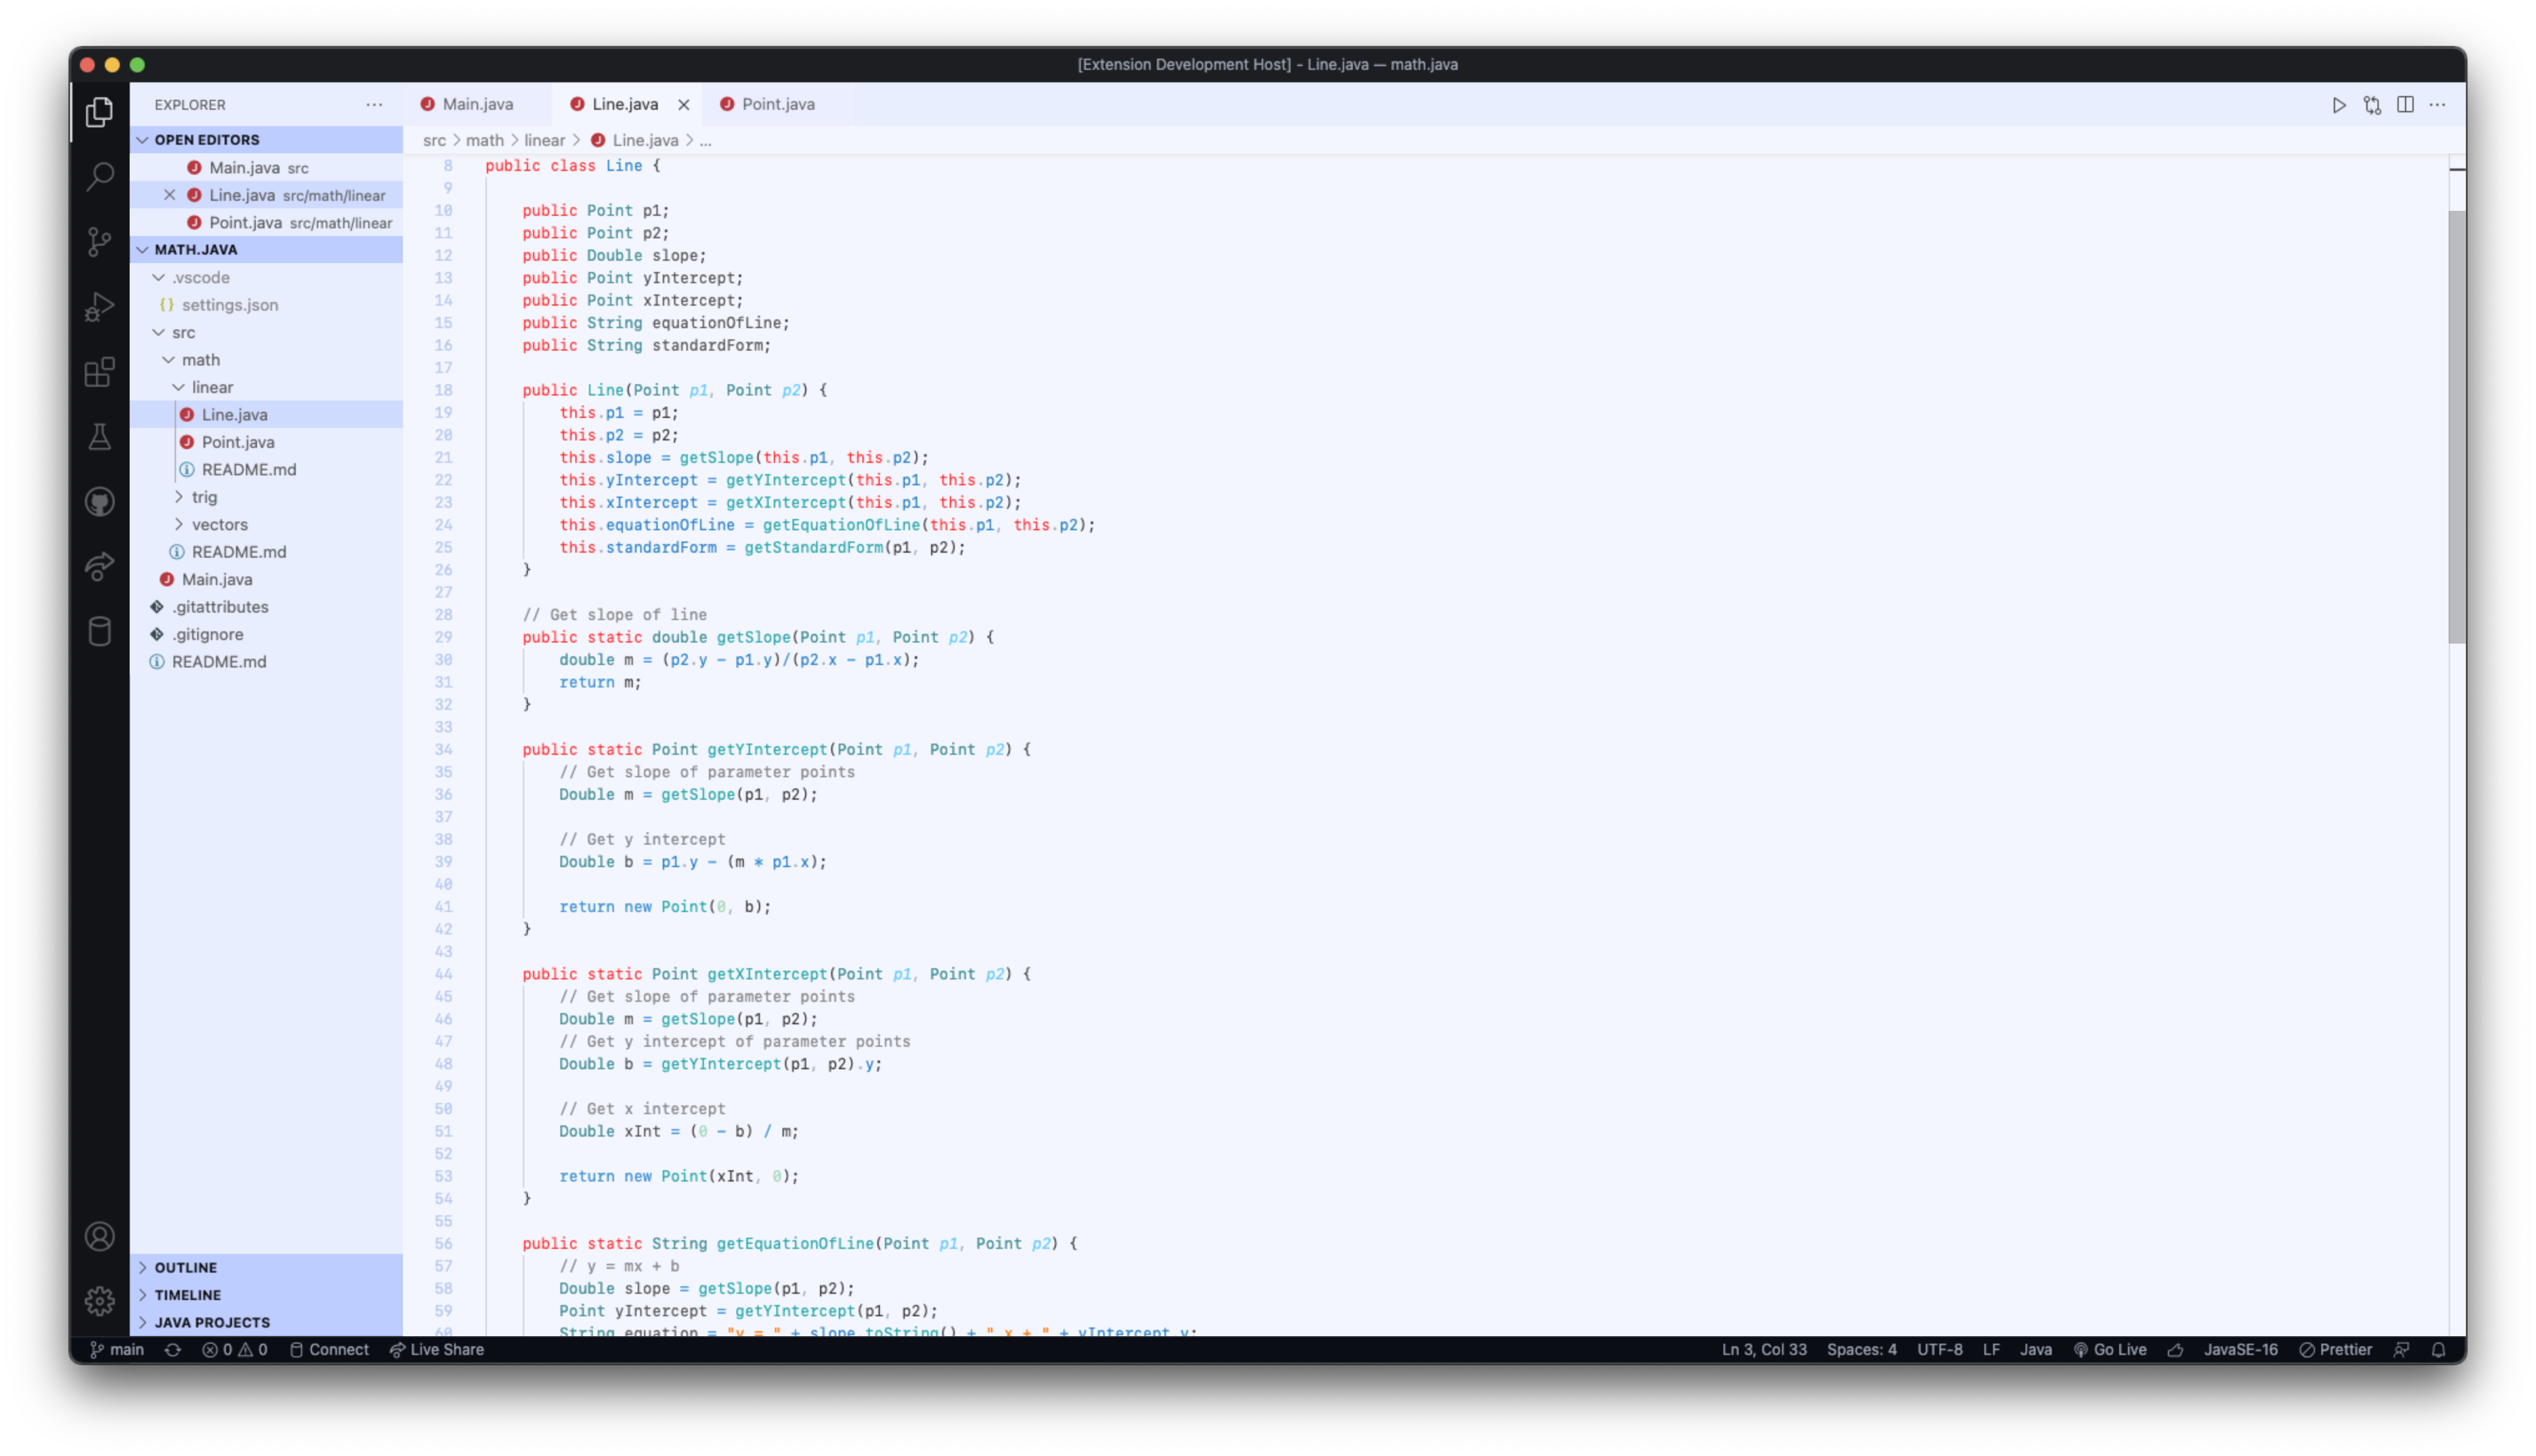 [Extension Development Host] - Line.java — math.java
EXPLORER
OPEN EDITORS
Main.java src
Line.java src/math/linear
Point.java src/math/linear
MATH.JAVA
.vscode
{} settings.json
src
math
linear
Line.java
Point.java
README.md
trig
vectors
README.md
Main.java
.gitattributes
.gitignore
README.md
OUTLINE
TIMELINE
JAVA PROJECTS
Main.java Line.java Point.java
src > math > linear > Line.java > ...
8 public class Line {
9
10 public Point p1;
11 public Point p2;
12 public Double slope;
13 public Point yIntercept;
14 public Point xIntercept;
15 public String equationOfLine;
16 public String standardForm;
17
18 public Line(Point p1, Point p2) {
19 this.p1 = p1;
20 this.p2 = p2;
21 this.slope = getSlope(this.p1, this.p2);
22 this.yIntercept = getYIntercept(this.p1, this.p2);
23 this.xIntercept = getXIntercept(this.p1, this.p2);
24 this.equationOfLine = getEquationOfLine(this.p1, this.p2);
25 this.standardForm = getStandardForm(p1, p2);
26 }
27
28 // Get slope of line
29 public static double getSlope(Point p1, Point p2) {
30 double m = (p2.y - p1.y)/(p2.x - p1.x);
31 return m;
32 }
33
34 public static Point getYIntercept(Point p1, Point p2) {
35 // Get slope of parameter points
36 Double m = getSlope(p1, p2);
37
38 // Get y intercept
39 Double b = p1.y - (m * p1.x);
40
41 return new Point(0, b);
42 }
43
44 public static Point getXIntercept(Point p1, Point p2) {
45 // Get slope of parameter points
46 Double m = getSlope(p1, p2);
47 // Get y intercept of parameter points
48 Double b = getYIntercept(p1, p2).y;
49
50 // Get x intercept
51 Double xInt = (0 - b) / m;
52
53 return new Point(xInt, 0);
54 }
55
56 public static String getEquationOfLine(Point p1, Point p2) {
57 // y = mx + b
58 Double slope = getSlope(p1, p2);
59 Point yIntercept = getYIntercept(p1, p2);
60 String equation = "y = " + slope.toString() + " x + " + yIntercept.y;
main 0 0 Connect Live Share Ln 3, Col 33 Spaces: 4 UTF-8 LF Java Go Live JavaSE-16 Prettier